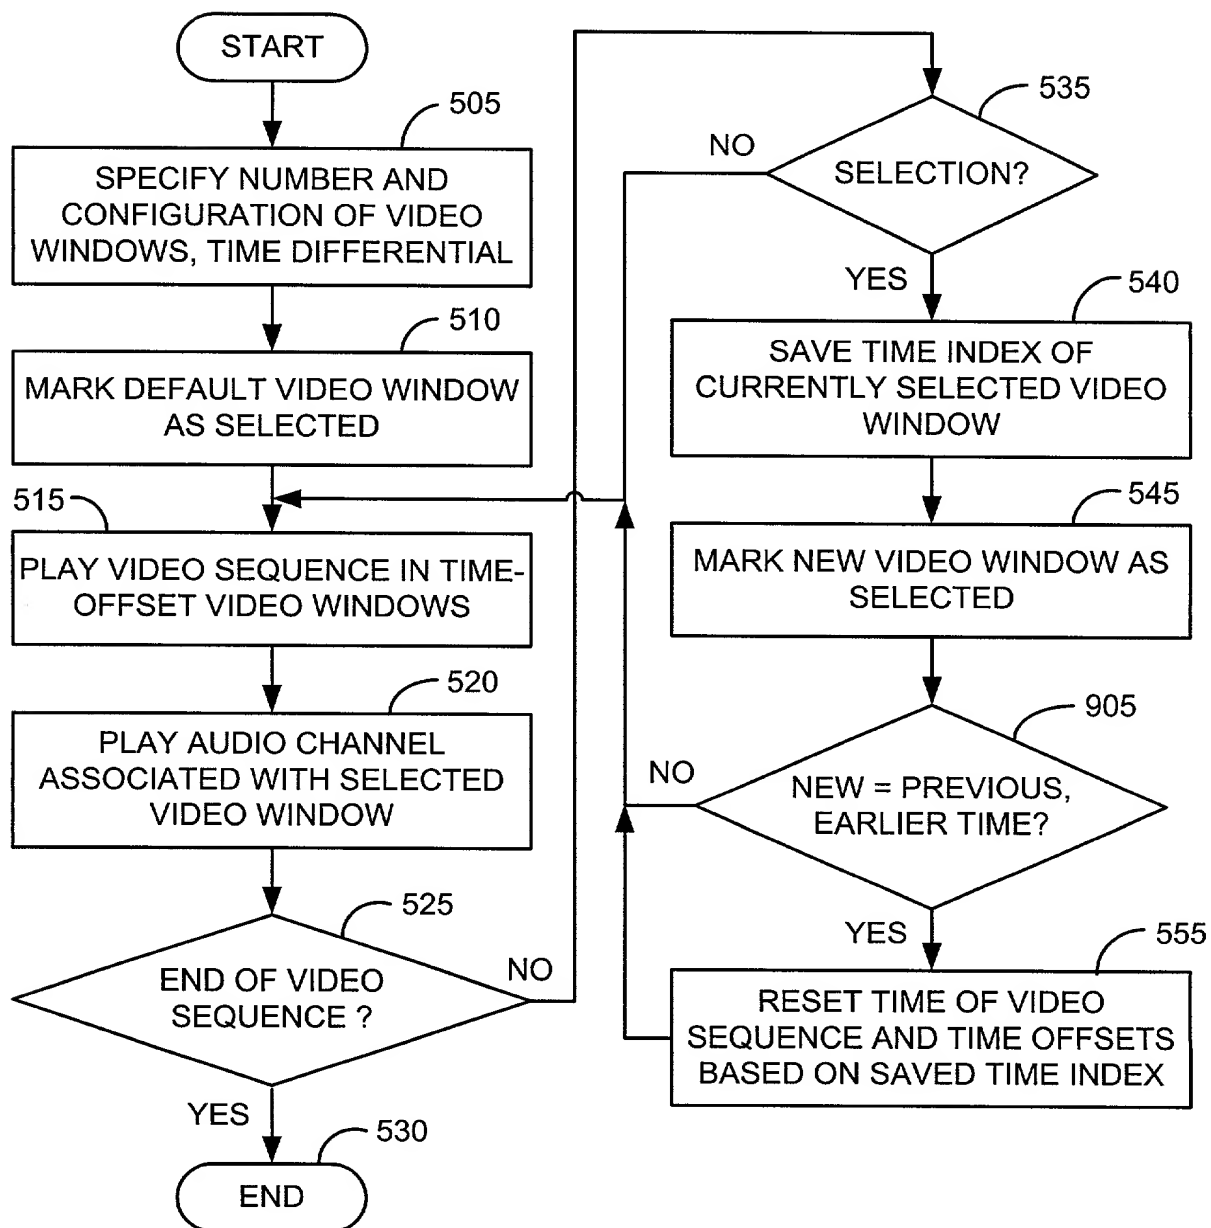 START
505
SPECIFY NUMBER AND
CONFIGURATION OF VIDEO
WINDOWS, TIME DIFFERENTIAL
510
MARK DEFAULT VIDEO WINDOW
AS SELECTED
515
PLAY VIDEO SEQUENCE IN TIME-
OFFSET VIDEO WINDOWS
520
PLAY AUDIO CHANNEL
ASSOCIATED WITH SELECTED
VIDEO WINDOW
525
END OF VIDEO
SEQUENCE ?
NO
YES
530
END
535
SELECTION?
NO
YES
540
SAVE TIME INDEX OF
CURRENTLY SELECTED VIDEO
WINDOW
545
MARK NEW VIDEO WINDOW AS
SELECTED
905
NEW = PREVIOUS,
EARLIER TIME?
NO
YES
555
RESET TIME OF VIDEO
SEQUENCE AND TIME OFFSETS
BASED ON SAVED TIME INDEX